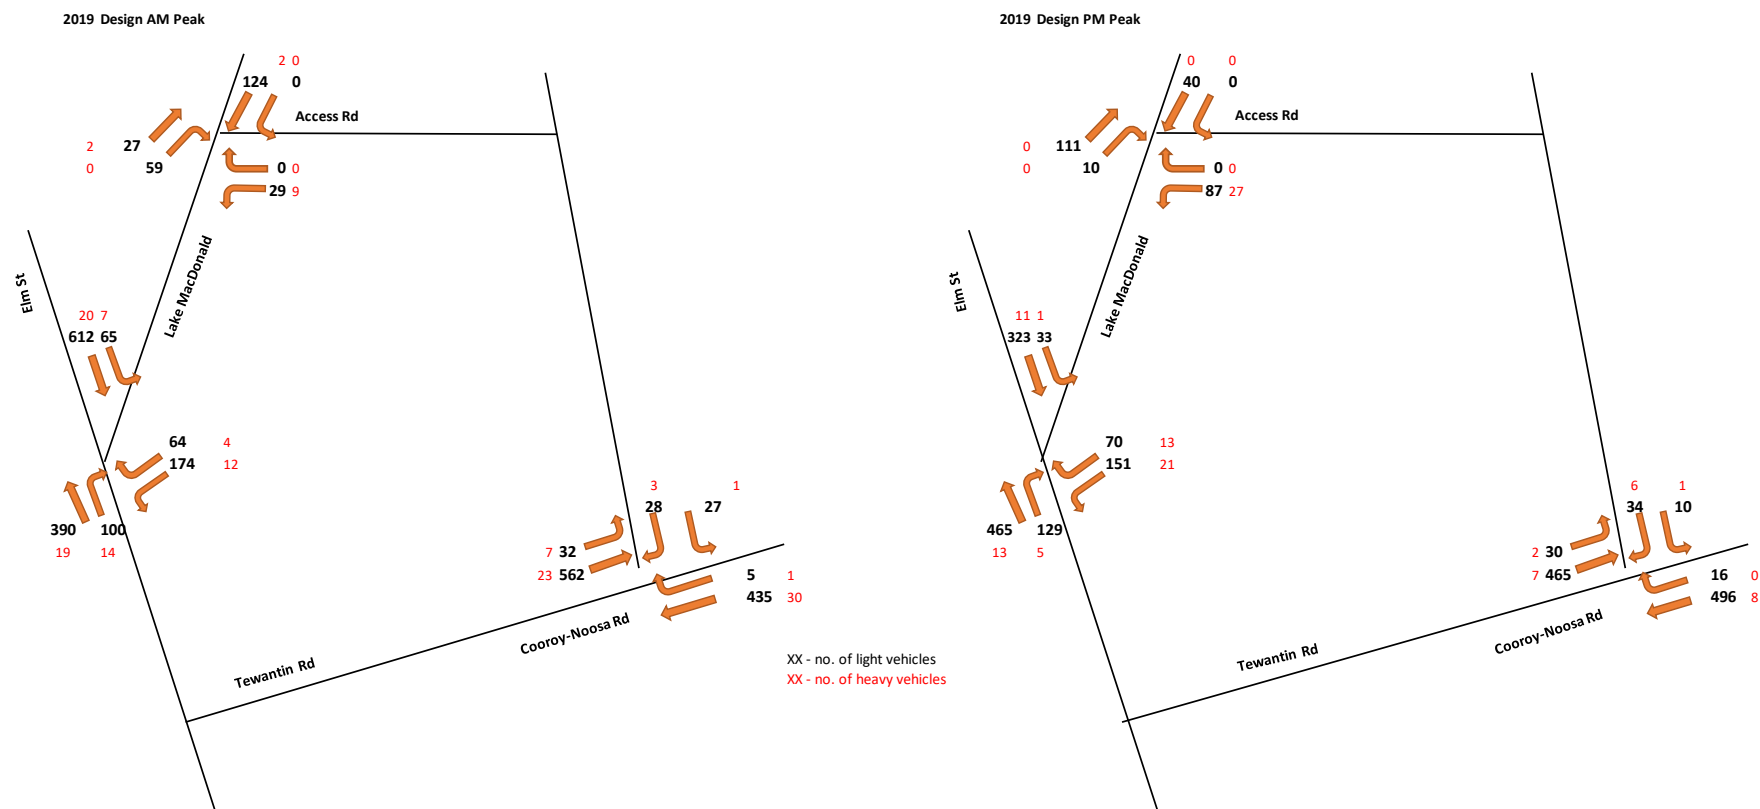 2019 Design AM Peak
2 0
124 0
Access Rd
2 27
0 59
0 0
29 9
Elm St
Lake MacDonald
20 7
612 65
64 4
174 12
390 100
19 14
3 1
28 27
7 32
23 562
5 1
435 30
Cooroy-Noosa Rd
Tewantin Rd
XX - no. of light vehicles
XX - no. of heavy vehicles
2019 Design PM Peak
0 0
40 0
Access Rd
0 111
0 10
0 0
87 27
Elm St
Lake MacDonald
11 1
323 33
70 13
151 21
465 129
13 5
6 1
34 10
2 30
7 465
16 0
496 8
Cooroy-Noosa Rd
Tewantin Rd